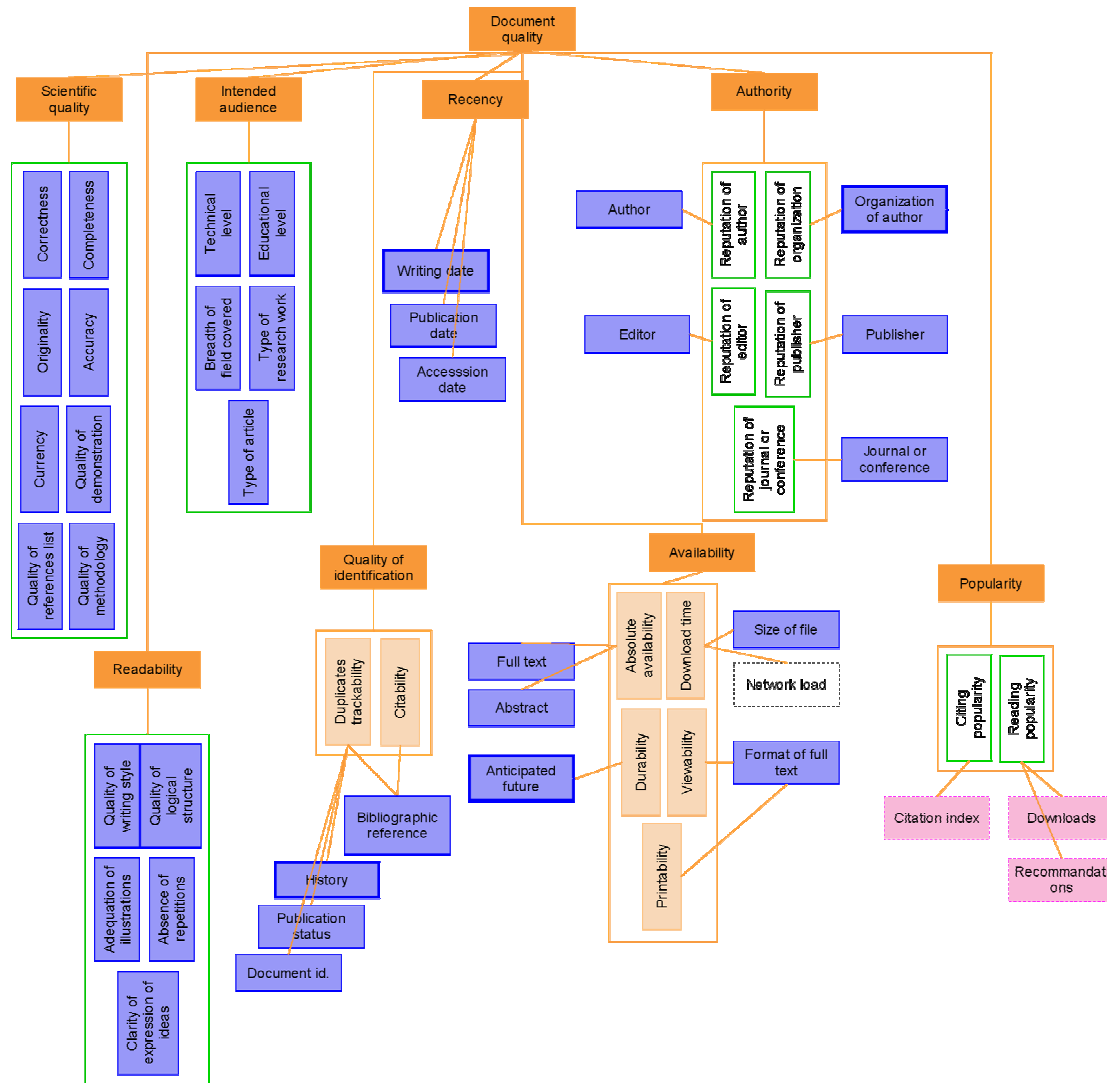 Document
quality
Scientific
quality
Intended
audience
Recency
Authority
Correctness
Completeness
Originality
Accuracy
Currency
Quality of
demonstration
Quality of
references list
Quality of
methodology
Technical
level
Educational
level
Breadth of
field covered
Type of
research work
Type of article
Writing date
Publication
date
Accesssion
date
Author
Reputation of
author
Reputation of
organization
Organization
of author
Editor
Reputation of
editor
Reputation of
publisher
Publisher
Reputation of
journal or
conference
Journal or
conference
Quality of
identification
Availability
Popularity
Readability
Duplicates
trackability
Citability
Bibliographic
reference
History
Publication
status
Document id.
Full text
Abstract
Absolute
availability
Download time
Size of file
Network load
Anticipated
future
Durability
Viewability
Format of full
text
Printability
Citing
popularity
Reading
popularity
Citation index
Downloads
Recommandat
ions
Quality of
writing style
Quality of
logical
structure
Adequation of
illustrations
Absence of
repetitions
Clarity of
expression of
ideas